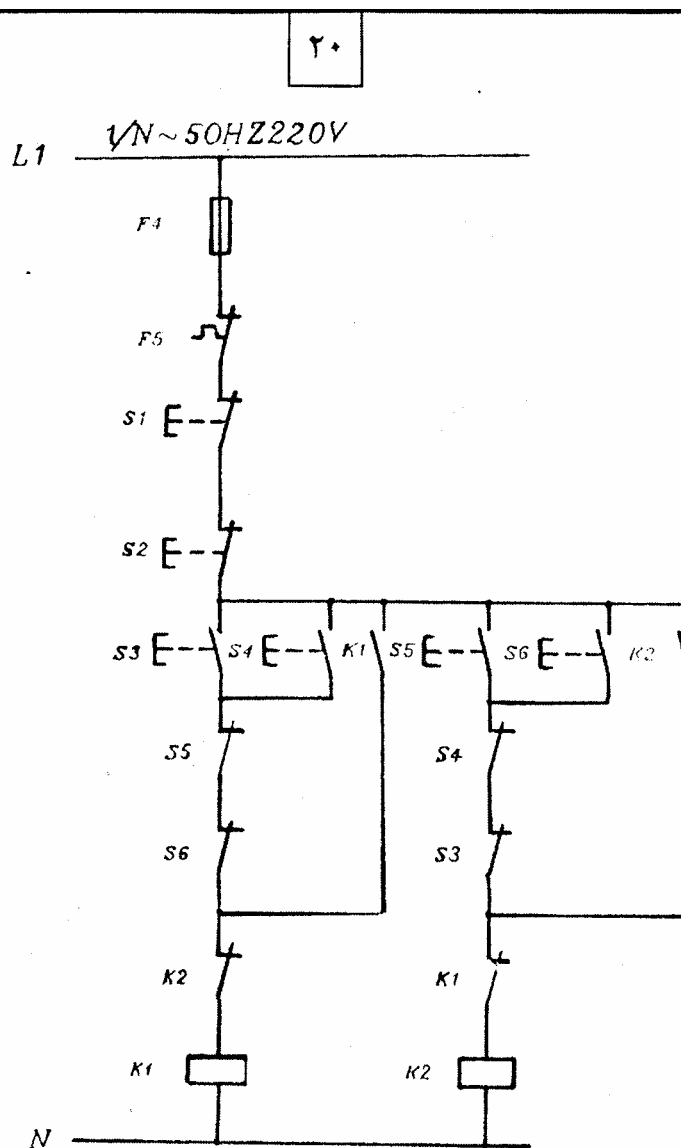 ۲۰
1/N~50HZ220V
L1
F4
F5
S1
S2
S3 S4 K1 S5 S6 K2
S5 S4
S6 S3
K2 K1
K1 K2
N